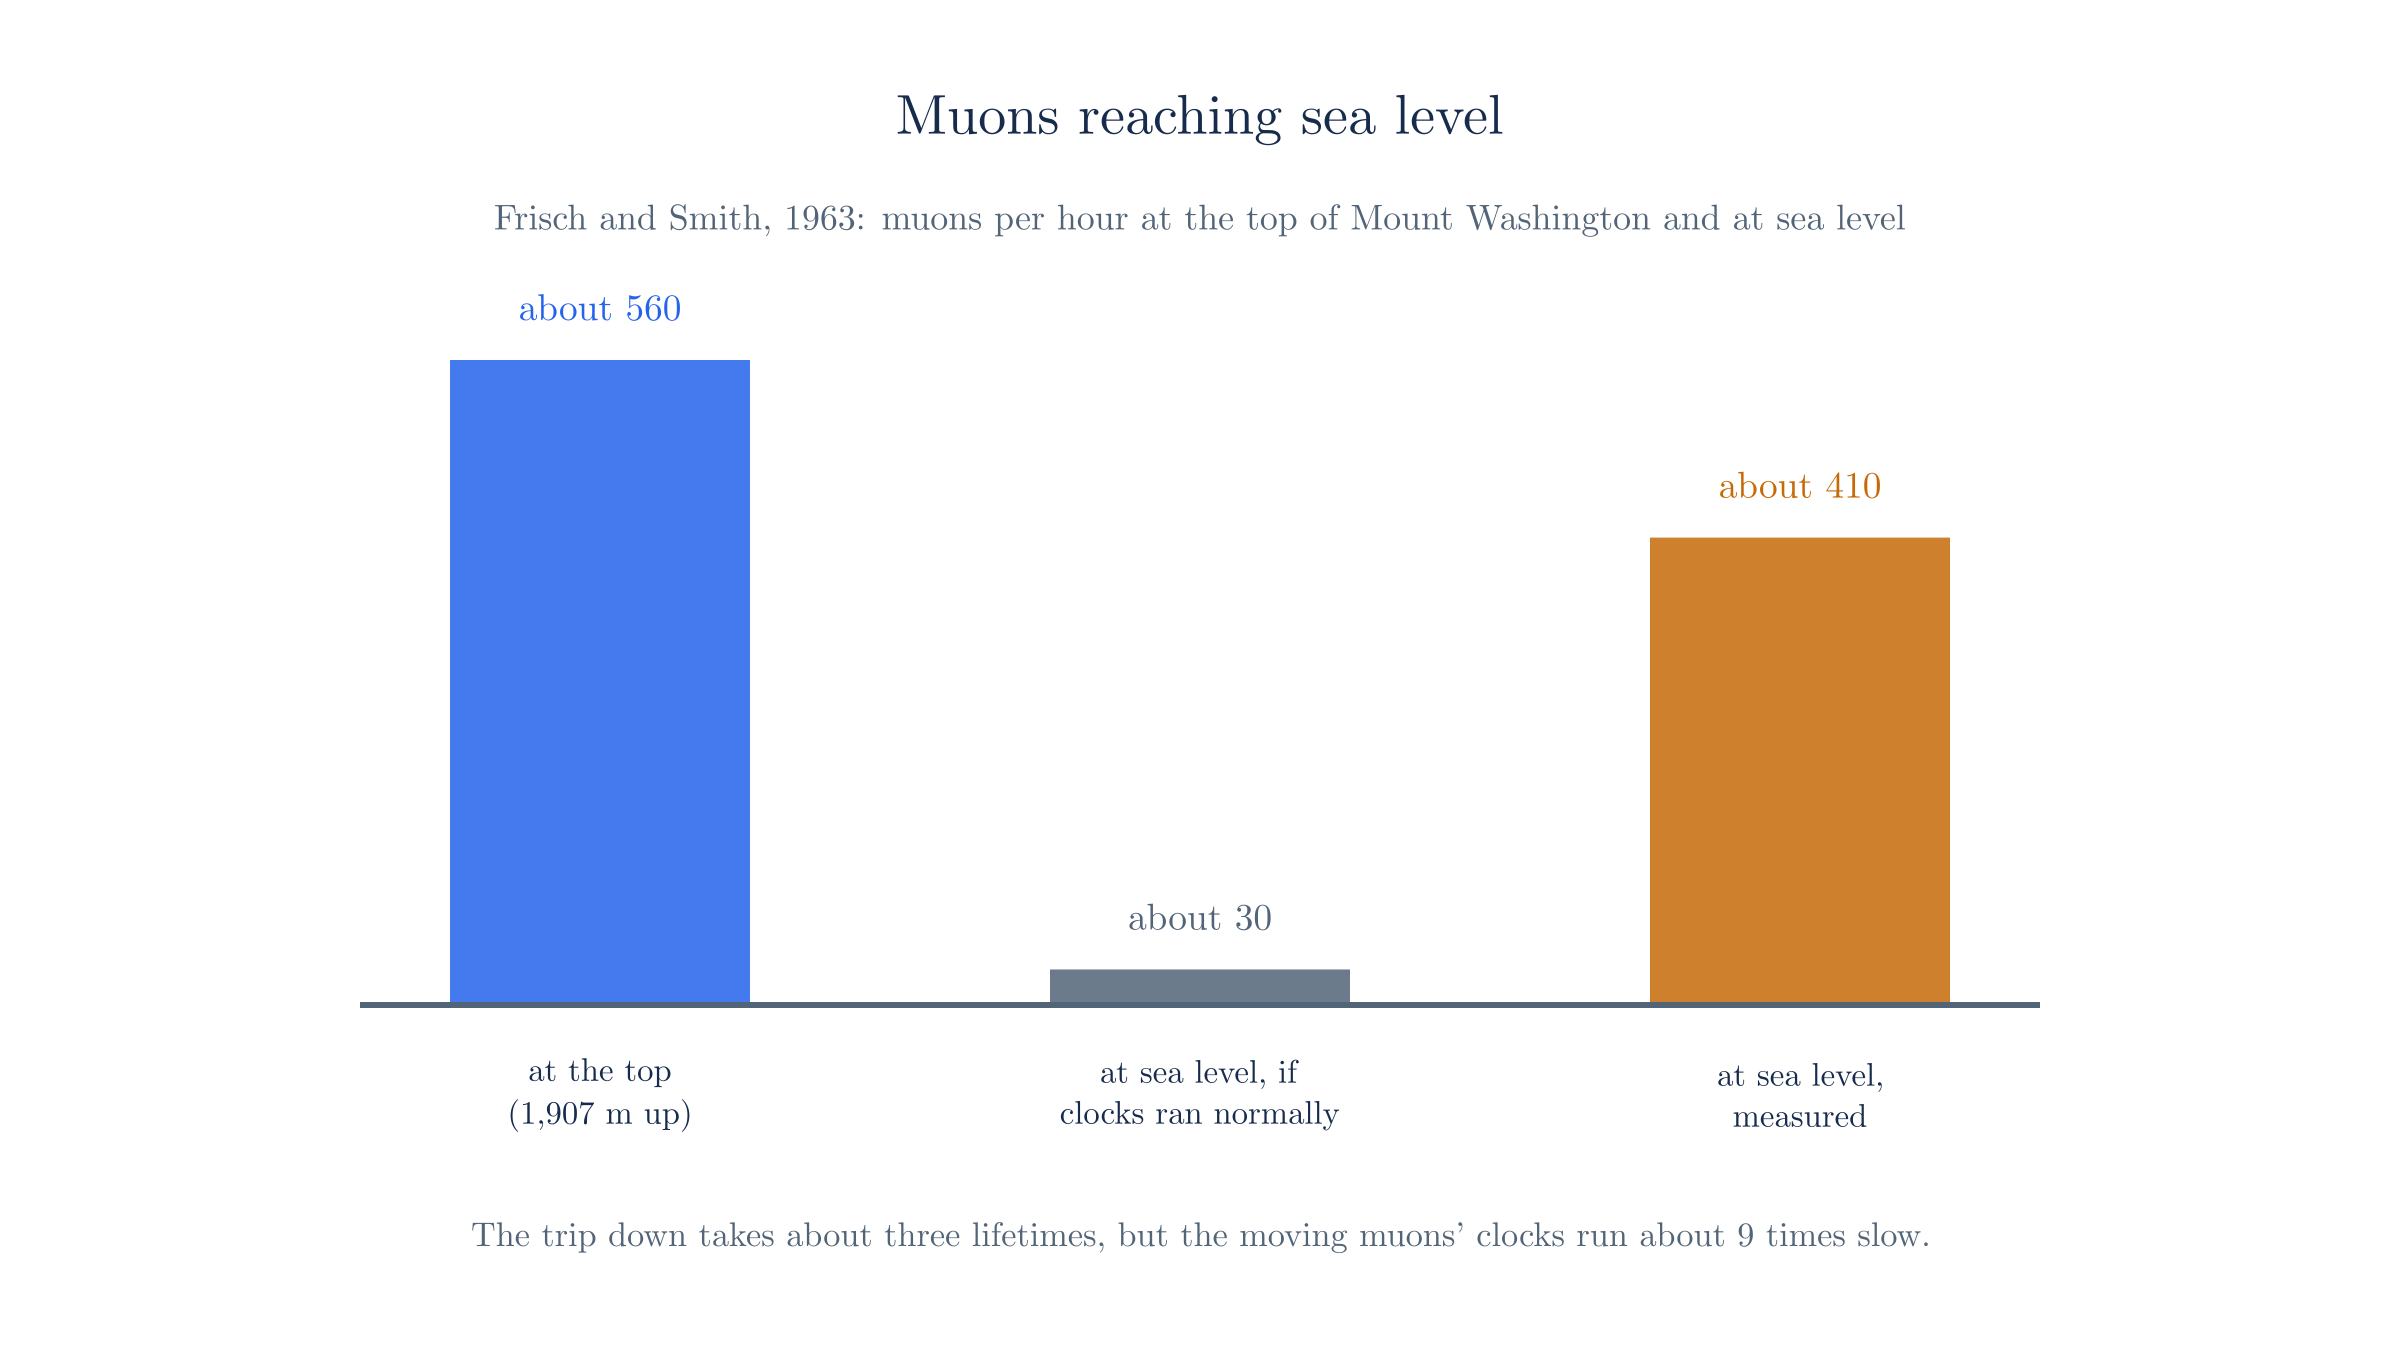 Muons reaching sea level
Frisch and Smith, 1963: muons per hour at the top of Mount Washington and at sea level
about 560
about 410
about 30
at the top
(1,907 m up)
at sea level, if
clocks ran normally
at sea level,
measured
The trip down takes about three lifetimes, but the moving muons’ clocks run about 9 times slow.